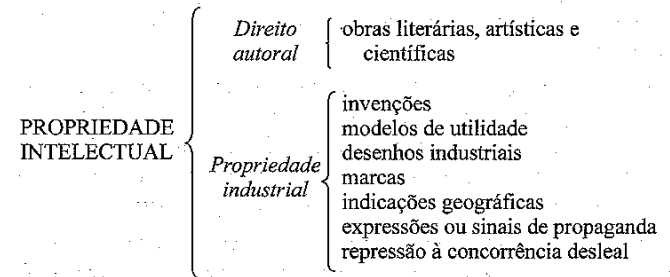 PROPRIEDADE
INTELECTUAL
Direito
autoral
obras literárias, artísticas e
científicas
Propriedade
industrial
invenções
modelos de utilidade
desenhos industriais
marcas
indicações geográficas
expressões ou sinais de propaganda
repressão à concorrência desleal